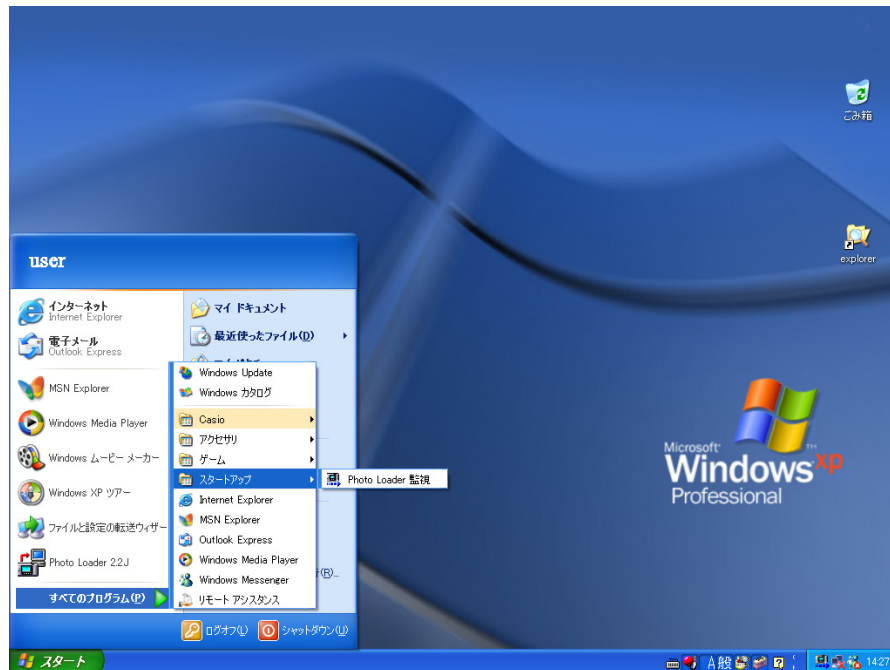 ごみ箱
explorer
user
インターネット
Internet Explorer
電子メール
Outlook Express
MSN Explorer
Windows Media Player
Windows ムービー メーカー
Windows XP ツアー
ファイルと設定の転送ウィザー
Photo Loader 2.2J
すべてのプログラム(P)
マイ ドキュメント
最近使ったファイル(D)
Windows Update
Windows カタログ
Casio
アクセサリ
ゲーム
スタートアップ
Internet Explorer
MSN Explorer
Outlook Express
Windows Media Player
Windows Messenger
リモート アシスタンス
Photo Loader 監視
(R)...
ログオフ(L)
シャットダウン(U)
Microsoft
Windows xp
Professional
TM
スタート
A 般
14:27